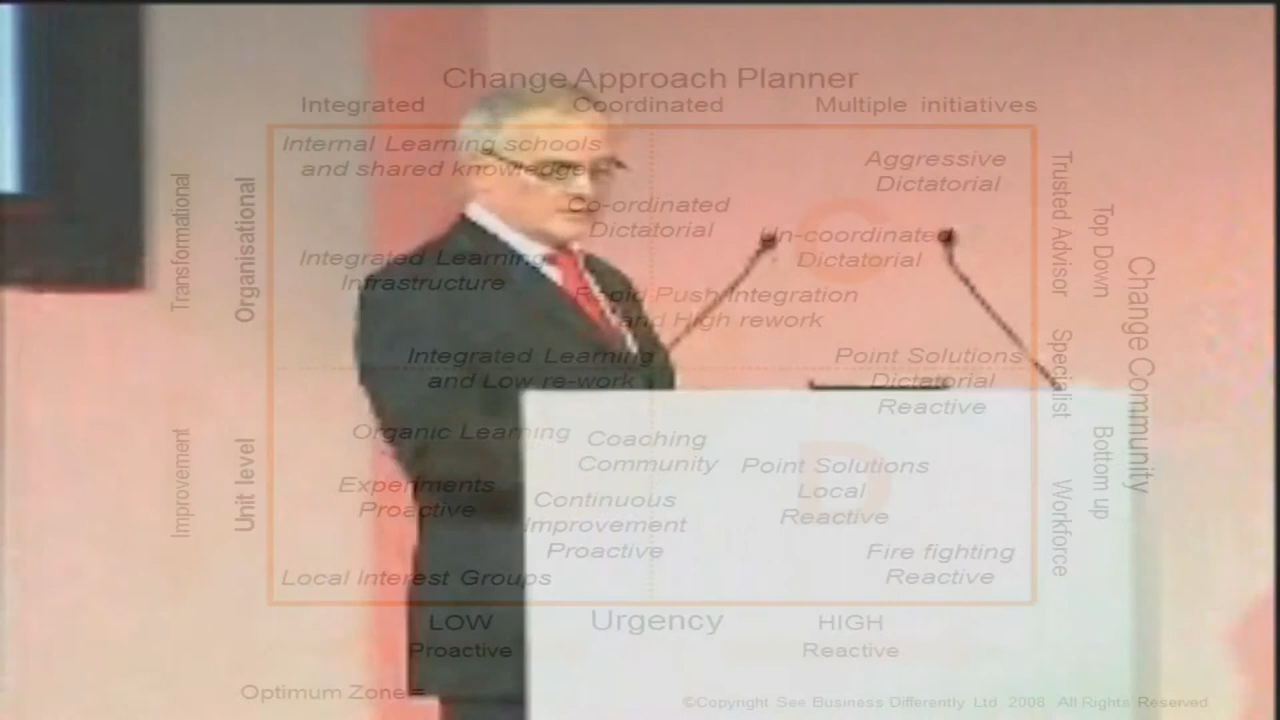 Change Approach Planner
Integrated Coordinated Multiple initiatives
Internal Learning schools
and shared knowledge
Aggressive
Dictatorial
Co-ordinated
Dictatorial
Un-coordinated
Dictatorial
Integrated Learning
Infrastructure
Rapid Push Integration
and High rework
Integrated Learning
and Low re-work
Point Solutions
Dictatorial
Reactive
Organic Learning
Coaching
Community
Point Solutions
Local
Reactive
Experiments
Proactive
Continuous
Improvement
Proactive
Fire fighting
Reactive
Local Interest Groups
C
D
Transformational
Improvement
Organisational
Unit level
Trusted Advisor
Specialist
Workforce
Top Down
Bottom up
Change Community
LOW Urgency HIGH
Proactive Reactive
Optimum Zone =
©Copyright See Business Differently Ltd 2008 All Rights Reserved